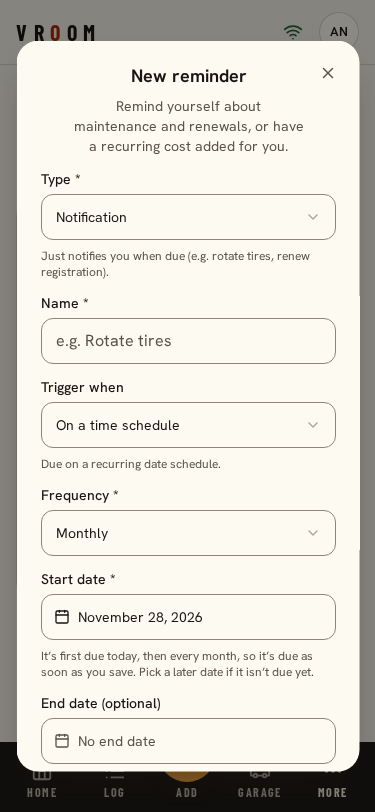 VROOM
AN
New reminder
Remind yourself about
maintenance and renewals, or have
a recurring cost added for you.
Type *
Notification
Just notifies you when due (e.g. rotate tires, renew
registration).
Name *
e.g. Rotate tires
Trigger when
On a time schedule
Due on a recurring date schedule.
Frequency *
Monthly
Start date *
November 28, 2026
It’s first due today, then every month, so it’s due as
soon as you save. Pick a later date if it isn’t due yet.
End date (optional)
No end date
HOME LOG ADD GARAGE MORE